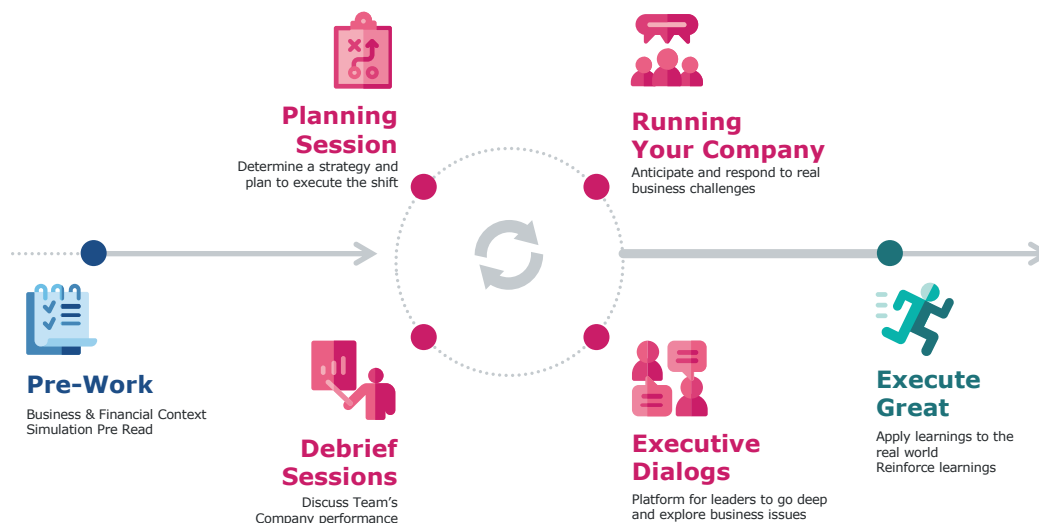 Planning
Session
Determine a strategy and
plan to execute the shift
Running
Your Company
Anticipate and respond to real
business challenges
Pre-Work
Business & Financial Context
Simulation Pre Read
Debrief
Sessions
Discuss Team's
Company performance
Executive
Dialogs
Platform for leaders to go deep
and explore business issues
Execute
Great
Apply learnings to the
real world
Reinforce learnings